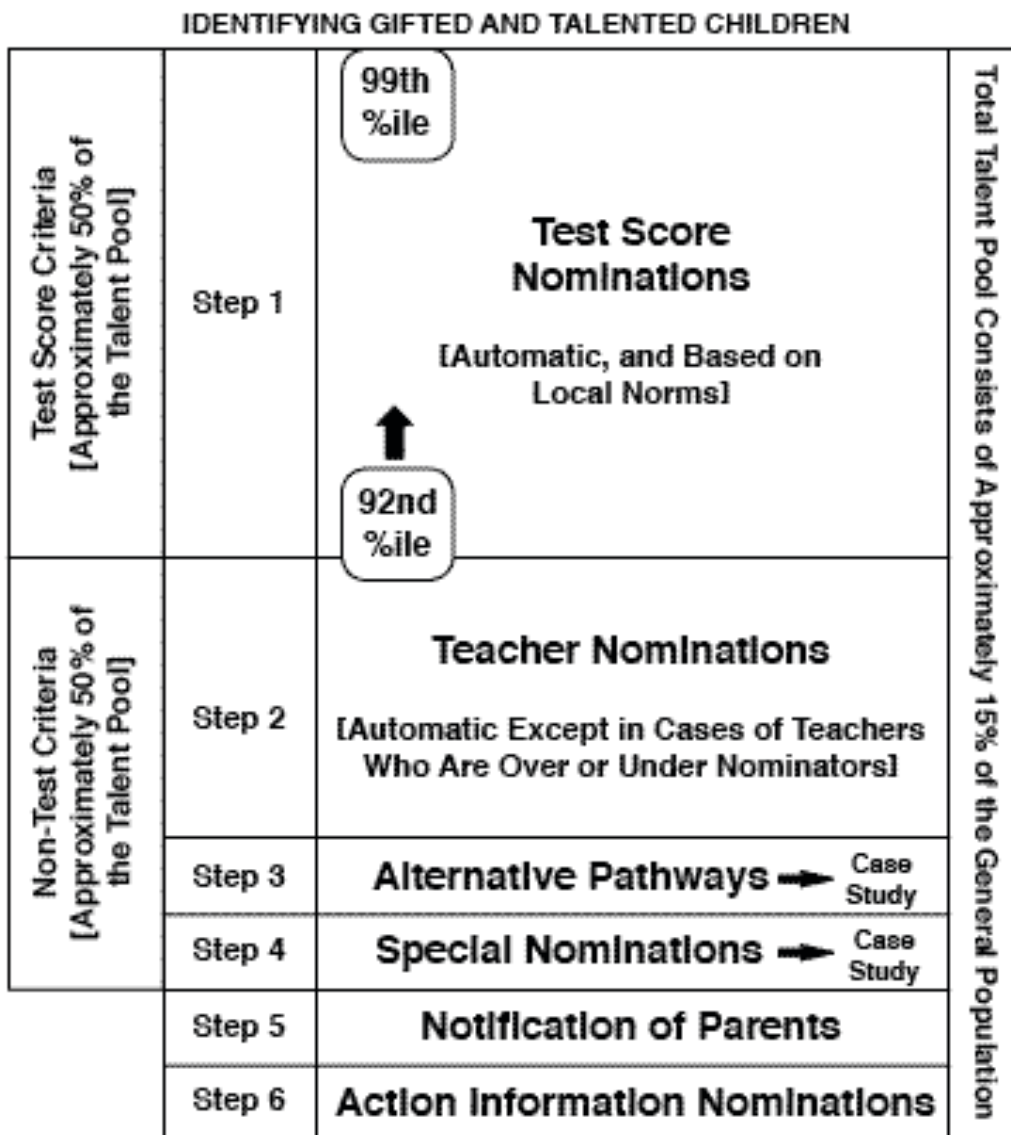 IDENTIFYING GIFTED AND TALENTED CHILDREN
Test Score Criteria
[Approximately 50% of
the Talent Pool]
Step 1
99th
%ile
Test Score
Nominations
[Automatic, and Based on
Local Norms]
92nd
%ile
Non-Test Criteria
[Approximately 50% of
the Talent Pool]
Step 2
Teacher Nominations
[Automatic Except in Cases of Teachers
Who Are Over or Under Nominators]
Step 3
Alternative Pathways
Case
Study
Step 4
Special Nominations
Case
Study
Step 5
Notification of Parents
Step 6
Action Information Nominations
Total Talent Pool Consists of Approximately 15% of the General Population